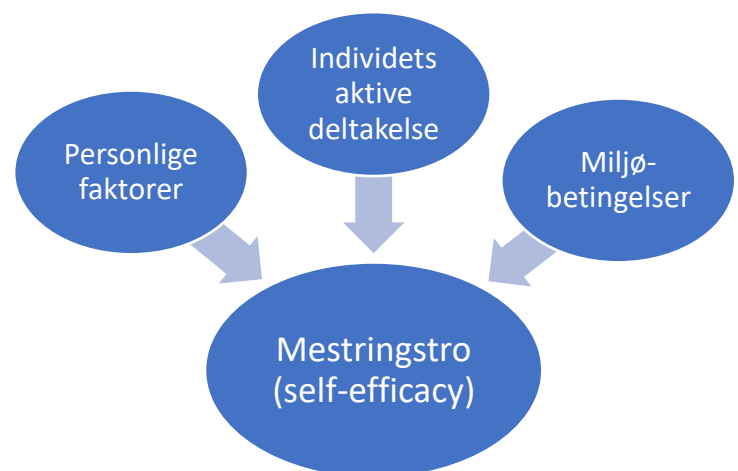 Individets
aktive
deltakelse
Personlige
faktorer
Miljø-
betingelser
Mestringstro
(self-efficacy)